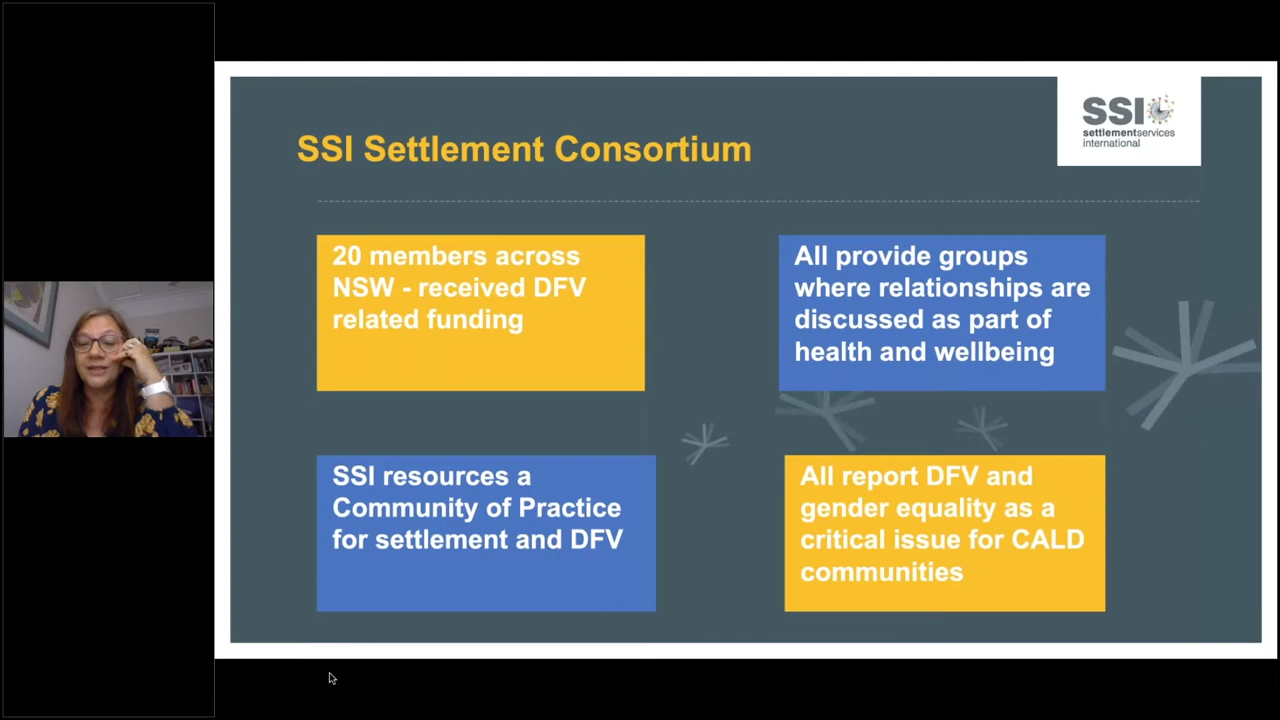 SSI Settlement Consortium
SSI
settlementservices
international
20 members across
NSW - received DFV
related funding
All provide groups
where relationships are
discussed as part of
health and wellbeing
SSI resources a
Community of Practice
for settlement and DFV
All report DFV and
gender equality as a
critical issue for CALD
communities